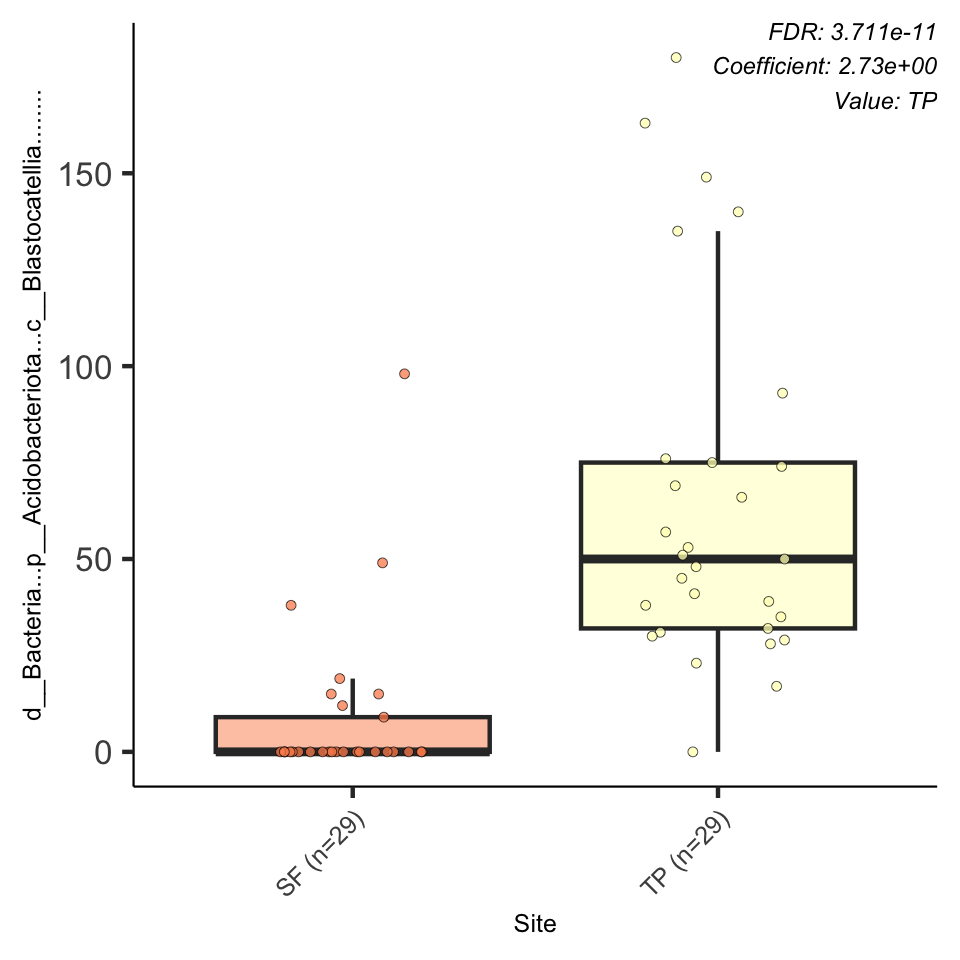 FDR: 3.711e-11
Coefficient: 2.73e+00
Value: TP
d__Bacteria...p__Acidobacteriota...c__Blastocatellia........
150
100
50
0
SF (n=29)
TP (n=29)
Site